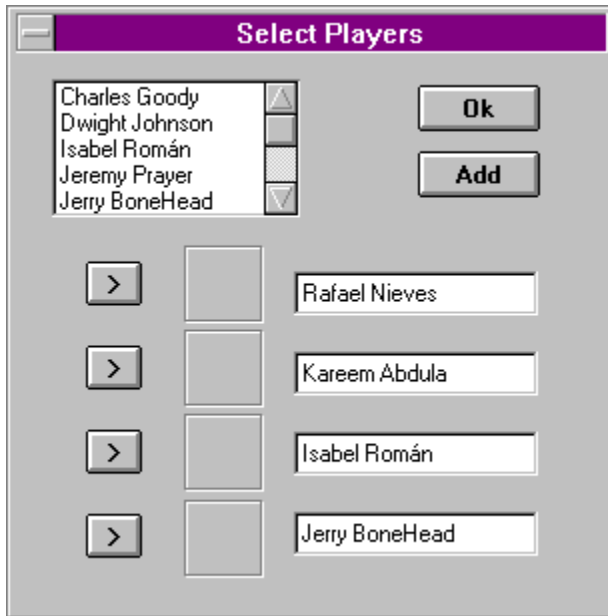 Select Players
Charles Goody
Dwight Johnson
Isabel Román
Jeremy Prayer
Jerry BoneHead
Ok
Add
>
Rafael Nieves
>
Kareem Abdula
>
Isabel Román
>
Jerry BoneHead